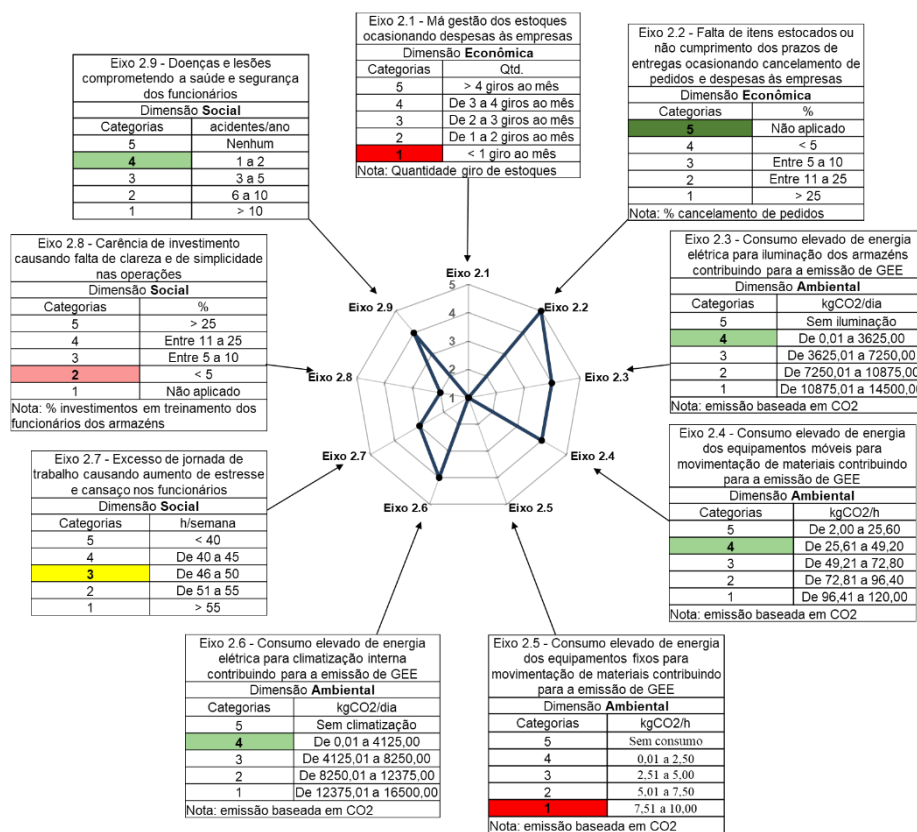 Eixo 2.1 - Má gestão dos estoques
ocasionando despesas às empresas
Dimensão Econômica
Categorias Qtd.
5 > 4 giros ao mês
4 De 3 a 4 giros ao mês
3 De 2 a 3 giros ao mês
2 De 1 a 2 giros ao mês
1 < 1 giro ao mês
Nota: Quantidade giro de estoques
Eixo 2.2 - Falta de itens estocados ou
não cumprimento dos prazos de
entregas ocasionando cancelamento de
pedidos e despesas às empresas
Dimensão Econômica
Categorias %
5 Não aplicado
4 < 5
3 Entre 5 a 10
2 Entre 11 a 25
1 > 25
Nota: % cancelamento de pedidos
Eixo 2.9 - Doenças e lesões
comprometendo a saúde e segurança
dos funcionários
Dimensão Social
Categorias acidentes/ano
5 Nenhum
4 1 a 2
3 3 a 5
2 6 a 10
1 > 10
Eixo 2.8 - Carência de investimento
causando falta de clareza e de simplicidade
nas operações
Dimensão Social
Categorias %
5 > 25
4 Entre 11 a 25
3 Entre 5 a 10
2 < 5
1 Não aplicado
Nota: % investimentos em treinamento dos
funcionários dos armazéns
Eixo 2.1
Eixo 2.2
Eixo 2.3
Eixo 2.4
Eixo 2.5
Eixo 2.6
Eixo 2.7
Eixo 2.8
Eixo 2.9
5
4
3
2
1
Eixo 2.3 - Consumo elevado de energia
elétrica para iluminação dos armazéns
contribuindo para a emissão de GEE
Dimensão Ambiental
Categorias kgCO2/dia
5 Sem iluminação
4 De 0,01 a 3625,00
3 De 3625,01 a 7250,00
2 De 7250,01 a 10875,00
1 De 10875,01 a 14500,00
Nota: emissão baseada em CO2
Eixo 2.4 - Consumo elevado de energia
dos equipamentos móveis para
movimentação de materiais contribuindo
para a emissão de GEE
Dimensão Ambiental
Categorias kgCO2/h
5 De 2,00 a 25,60
4 De 25,61 a 49,20
3 De 49,21 a 72,80
2 De 72,81 a 96,40
1 De 96,41 a 120,00
Nota: emissão baseada em CO2
Eixo 2.7 - Excesso de jornada de
trabalho causando aumento de estresse
e cansaço nos funcionários
Dimensão Social
Categorias h/semana
5 < 40
4 De 40 a 45
3 De 46 a 50
2 De 51 a 55
1 > 55
Eixo 2.6 - Consumo elevado de energia
elétrica para climatização interna
contribuindo para a emissão de GEE
Dimensão Ambiental
Categorias kgCO2/dia
5 Sem climatização
4 De 0,01 a 4125,00
3 De 4125,01 a 8250,00
2 De 8250,01 a 12375,00
1 De 12375,01 a 16500,00
Nota: emissão baseada em CO2
Eixo 2.5 - Consumo elevado de energia
dos equipamentos fixos para
movimentação de materiais contribuindo
para a emissão de GEE
Dimensão Ambiental
Categorias kgCO2/h
5 Sem consumo
4 0,01 a 2,50
3 2,51 a 5,00
2 5,01 a 7,50
1 7,51 a 10,00
Nota: emissão baseada em CO2